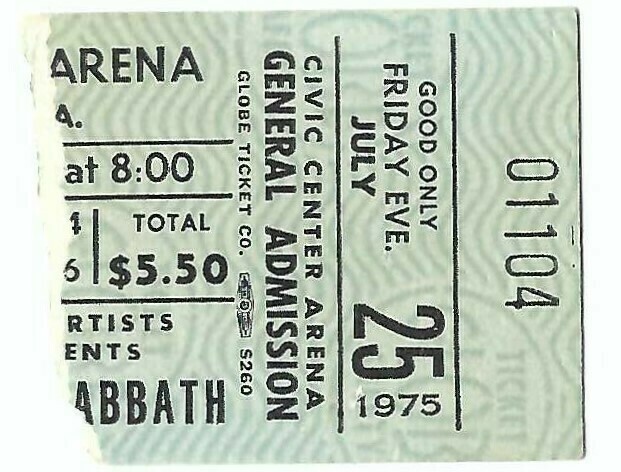 ARENA
A.
at 8:00
TOTAL
6 $5.50
RTISTS
ENTS
ABBATH
GLOBE TICKET CO. S260
GENERAL ADMISSION
CIVIC CENTER ARENA
JULY
FRIDAY EVE.
GOOD ONLY
25
1975
01104